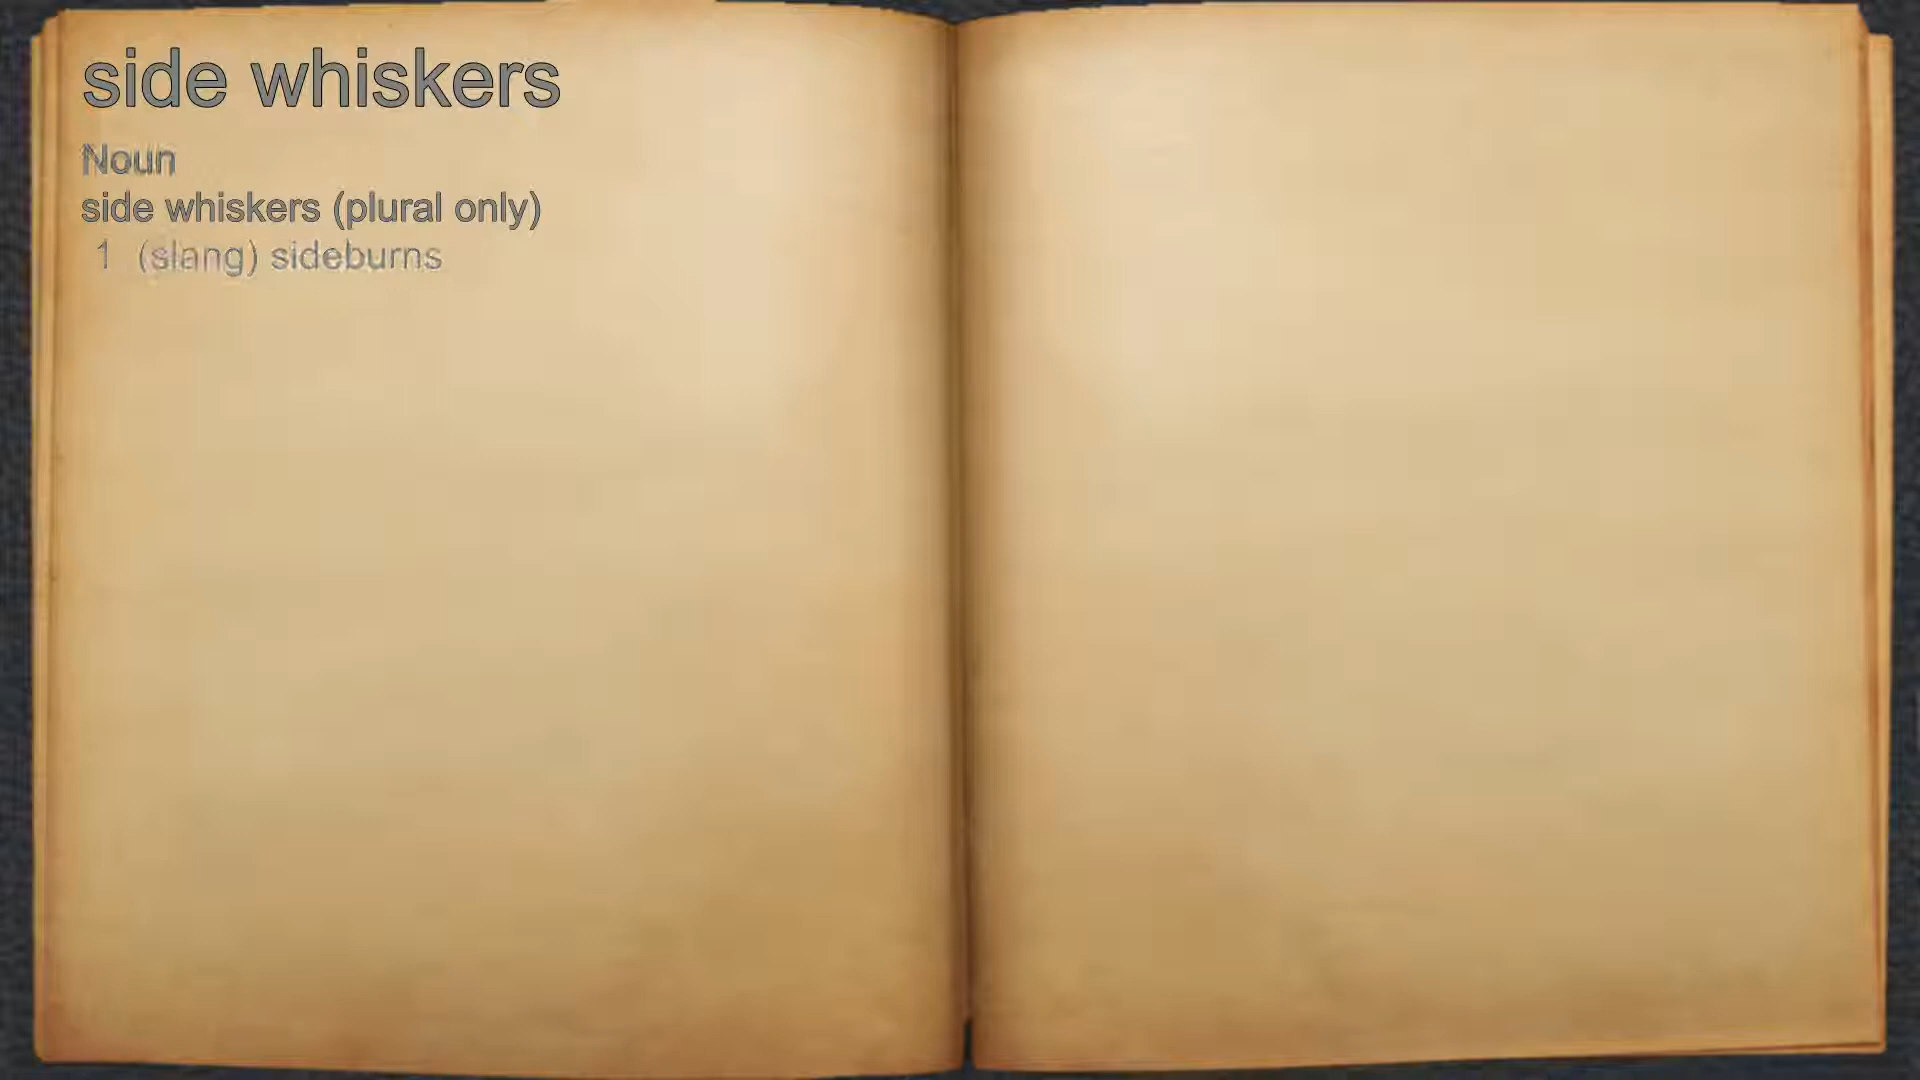 side whiskers
Noun
side whiskers (plural only)
1 (slang) sideburns